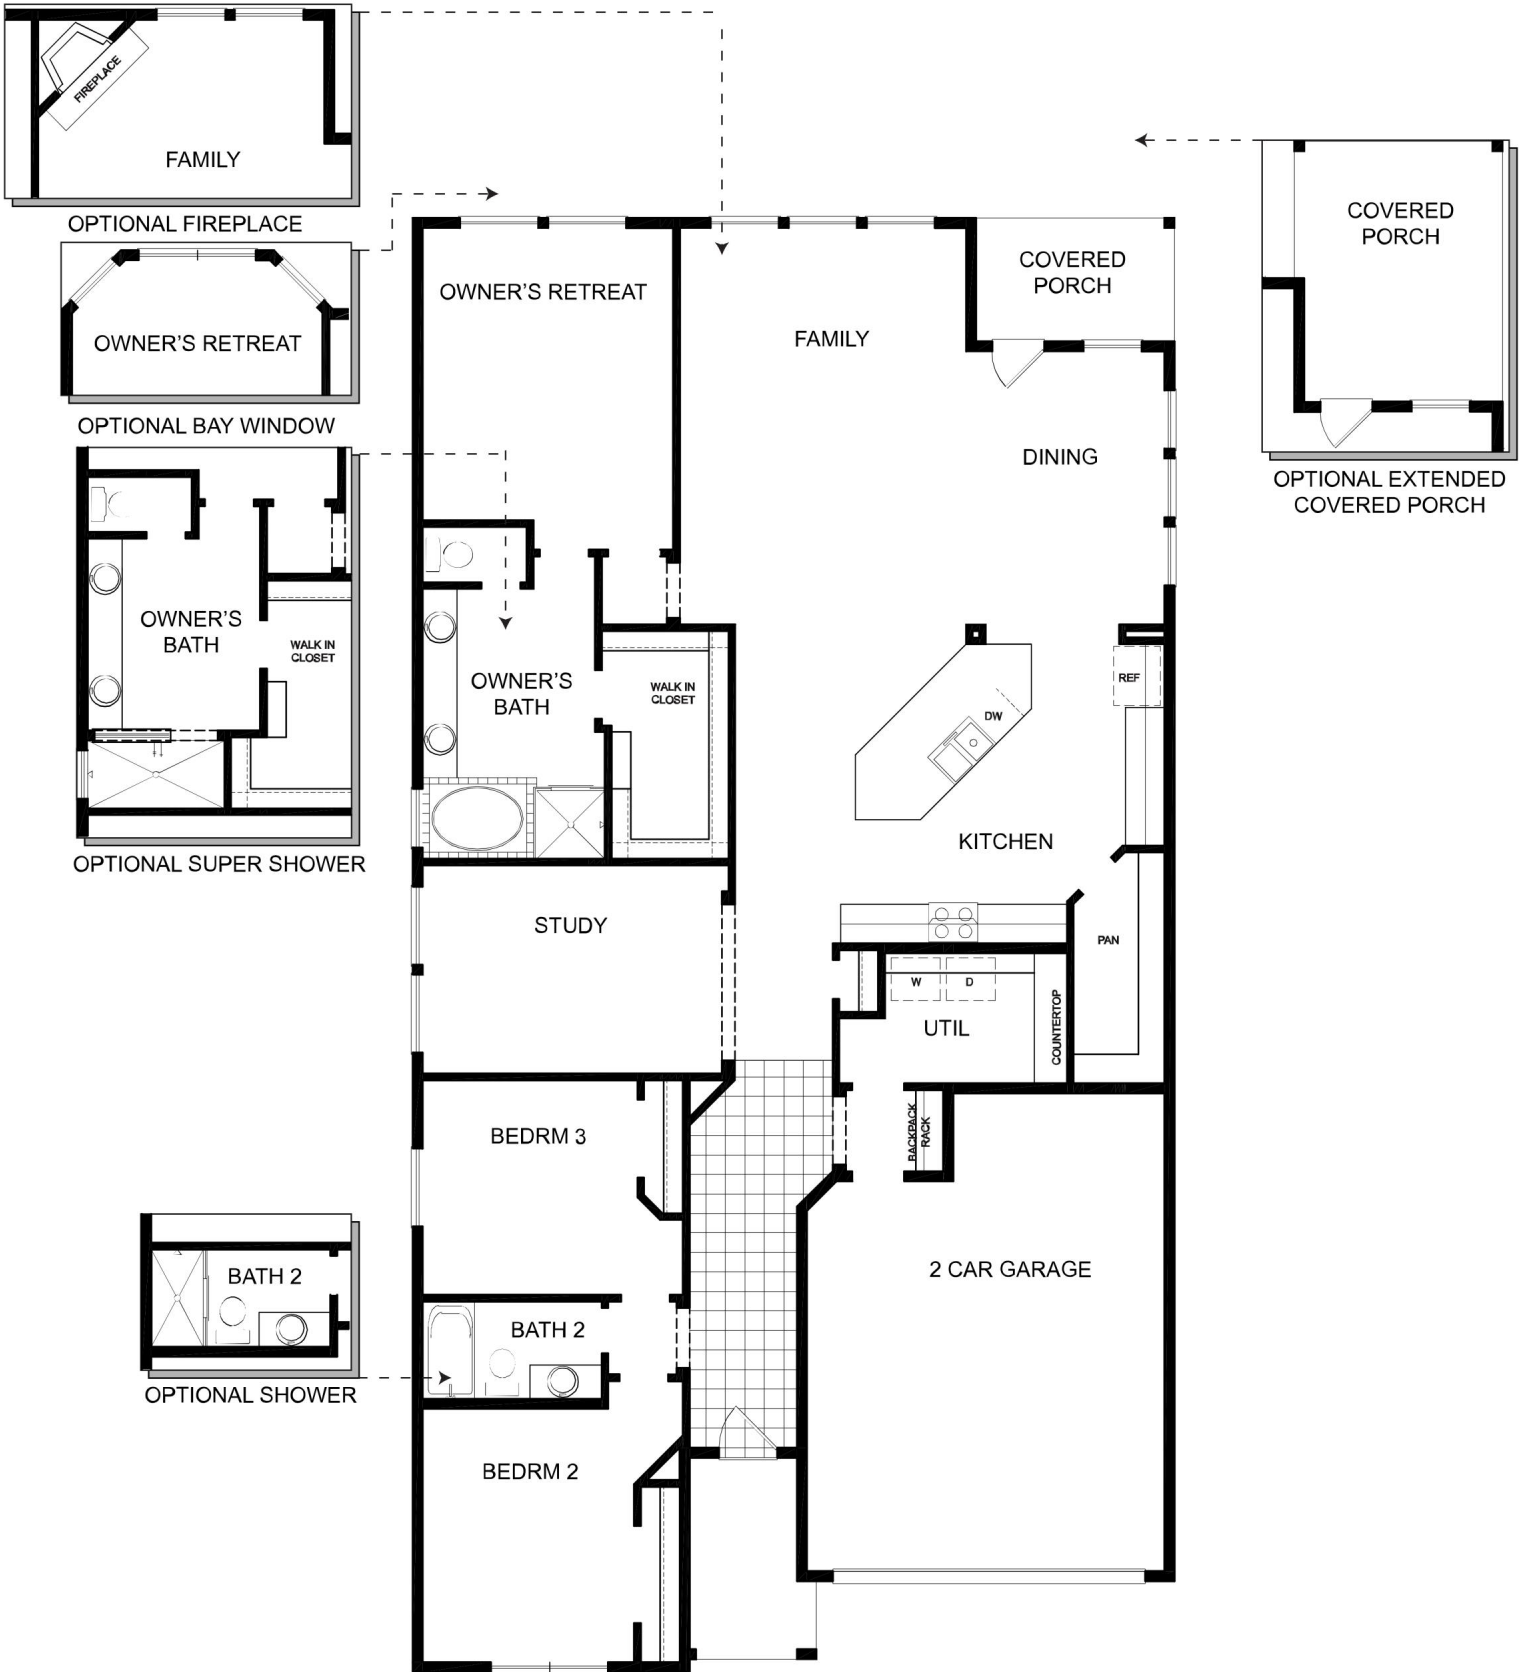 FIREPLACE
FAMILY
OPTIONAL FIREPLACE
OWNER'S RETREAT
OPTIONAL BAY WINDOW
OWNER'S
BATH
WALK IN
CLOSET
OPTIONAL SUPER SHOWER
BATH 2
OPTIONAL SHOWER
OWNER'S RETREAT
FAMILY
COVERED
PORCH
DINING
OWNER'S
BATH
WALK IN
CLOSET
REF
DW
KITCHEN
STUDY
PAN
W
D
UTIL
COUNTERTOP
BEDRM 3
BACKPACK
RACK
2 CAR GARAGE
BATH 2
BEDRM 2
COVERED
PORCH
OPTIONAL EXTENDED
COVERED PORCH